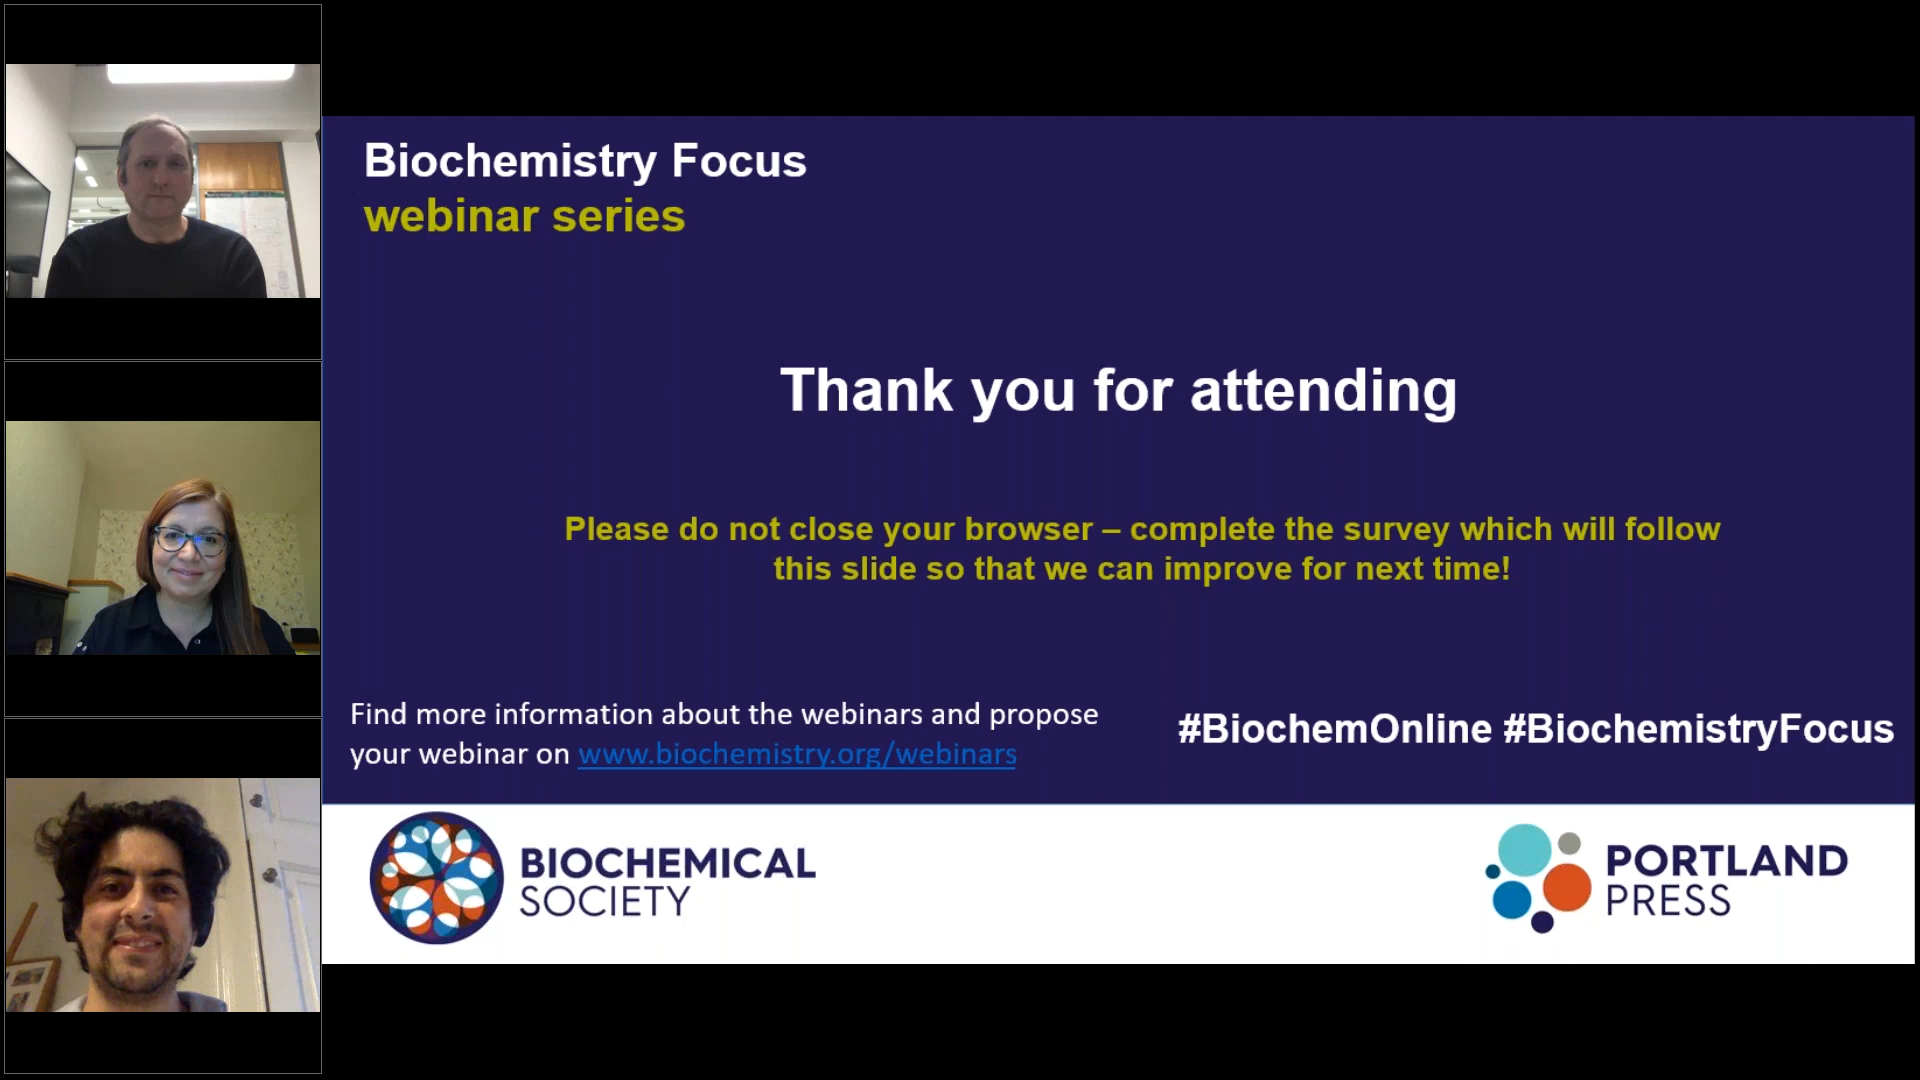 Biochemistry Focus
webinar series
Thank you for attending
Please do not close your browser – complete the survey which will follow
this slide so that we can improve for next time!
Find more information about the webinars and propose
your webinar on www.biochemistry.org/webinars
#BiochemOnline #BiochemistryFocus
BIOCHEMICAL
SOCIETY
PORTLAND
PRESS